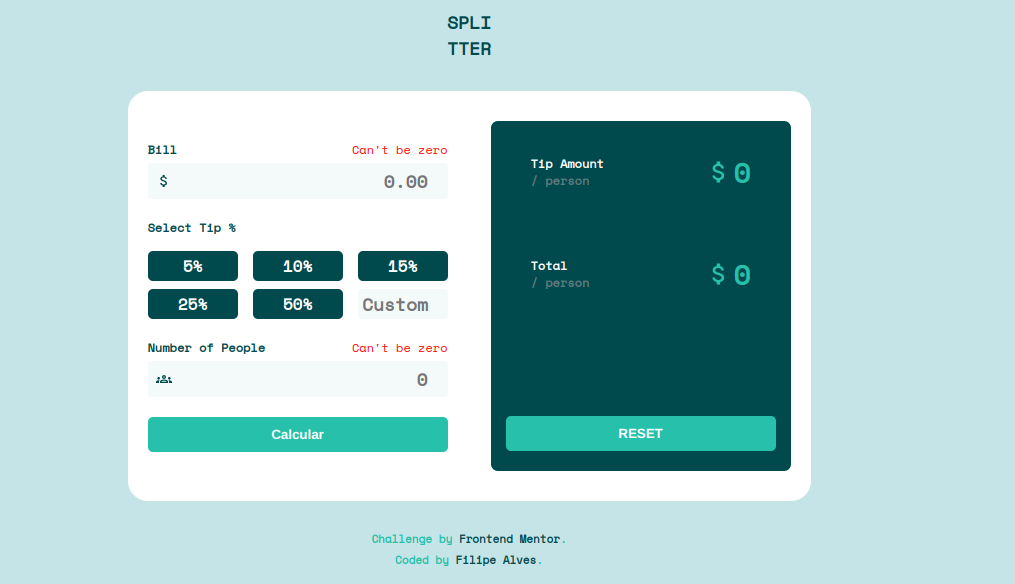 SPLI
TTER
Bill Can't be zero
$ 0.00
Select Tip %
5% 10% 15%
25% 50% Custom
Number of People Can't be zero
0
Calcular
Tip Amount
/ person
$ 0
Total
/ person
$ 0
RESET
Challenge by Frontend Mentor.
Coded by Filipe Alves.